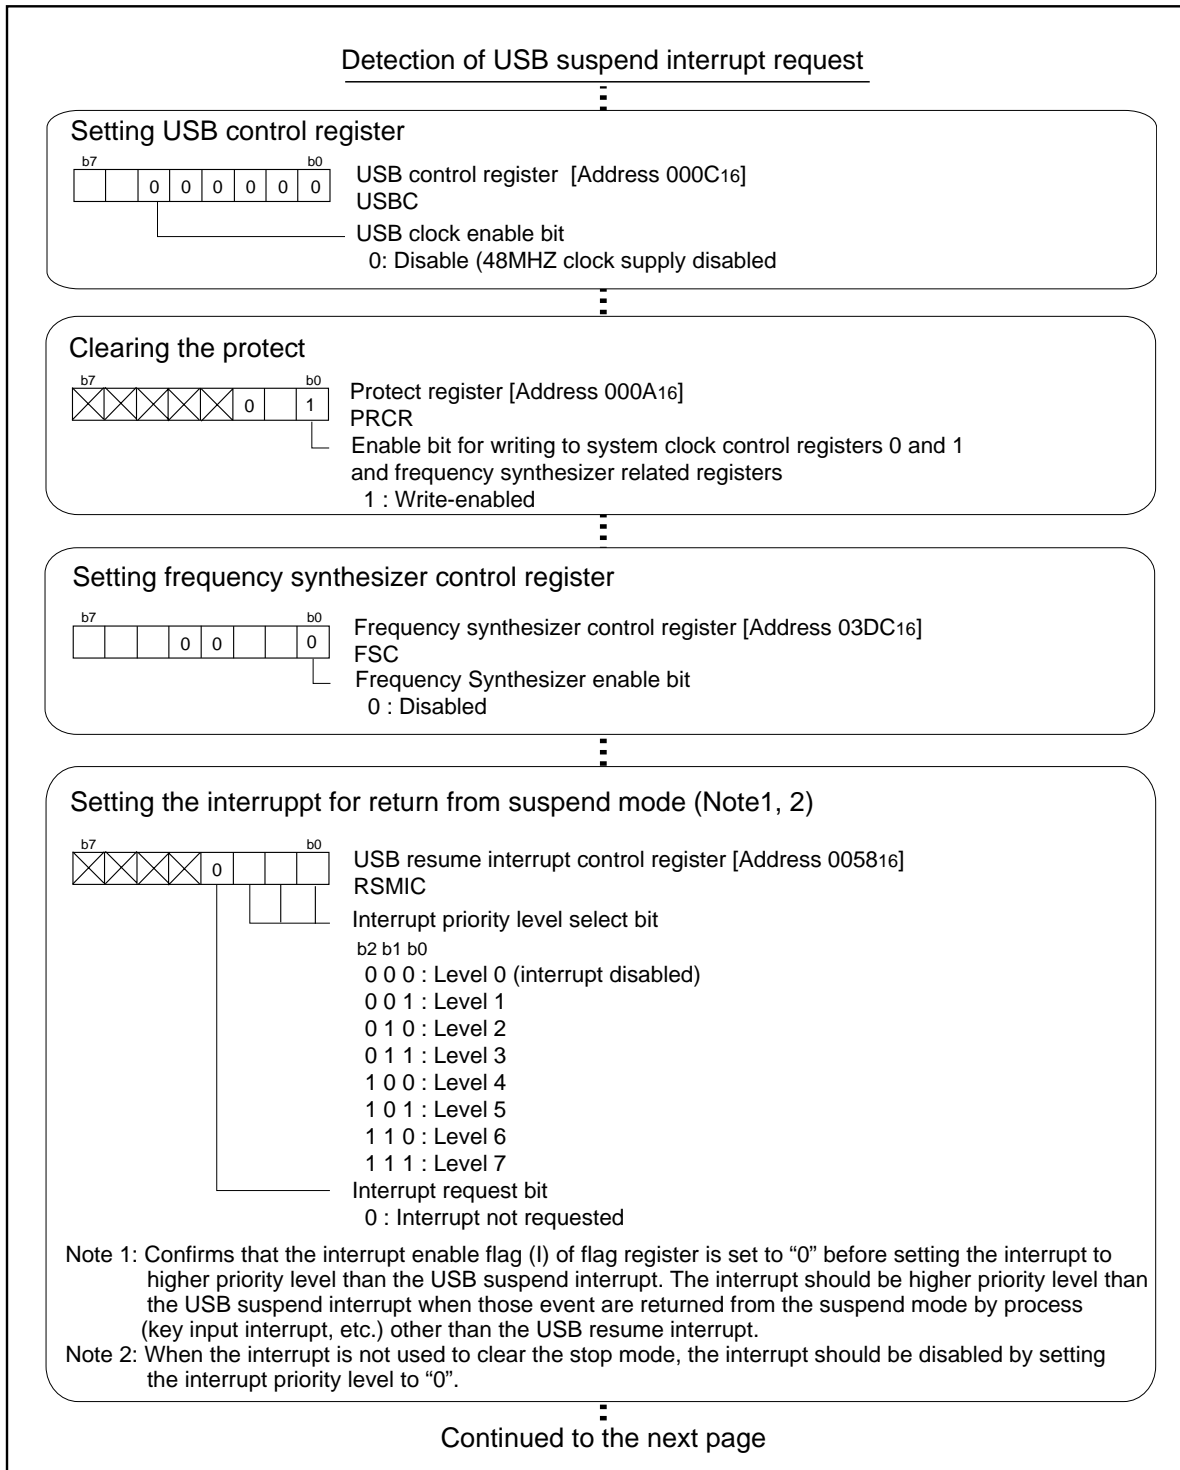 Detection of USB suspend interrupt request
Setting USB control register
b7 b0
0 0 0 0 0 0
USB control register [Address 000C16]
USBC
USB clock enable bit
0: Disable (48MHZ clock supply disabled
Clearing the protect
b7 b0
0 1
Protect register [Address 000A16]
PRCR
Enable bit for writing to system clock control registers 0 and 1
and frequency synthesizer related registers
1 : Write-enabled
Setting frequency synthesizer control register
b7 b0
0 0 0
Frequency synthesizer control register [Address 03DC16]
FSC
Frequency Synthesizer enable bit
0 : Disabled
Setting the interruppt for return from suspend mode (Note1, 2)
b7 b0
0
USB resume interrupt control register [Address 005816]
RSMIC
Interrupt priority level select bit
b2 b1 b0
0 0 0 : Level 0 (interrupt disabled)
0 0 1 : Level 1
0 1 0 : Level 2
0 1 1 : Level 3
1 0 0 : Level 4
1 0 1 : Level 5
1 1 0 : Level 6
1 1 1 : Level 7
Interrupt request bit
0 : Interrupt not requested
Note 1: Confirms that the interrupt enable flag (I) of flag register is set to “0” before setting the interrupt to
higher priority level than the USB suspend interrupt. The interrupt should be higher priority level than
the USB suspend interrupt when those event are returned from the suspend mode by process
(key input interrupt, etc.) other than the USB resume interrupt.
Note 2: When the interrupt is not used to clear the stop mode, the interrupt should be disabled by setting
the interrupt priority level to “0”.
Continued to the next page